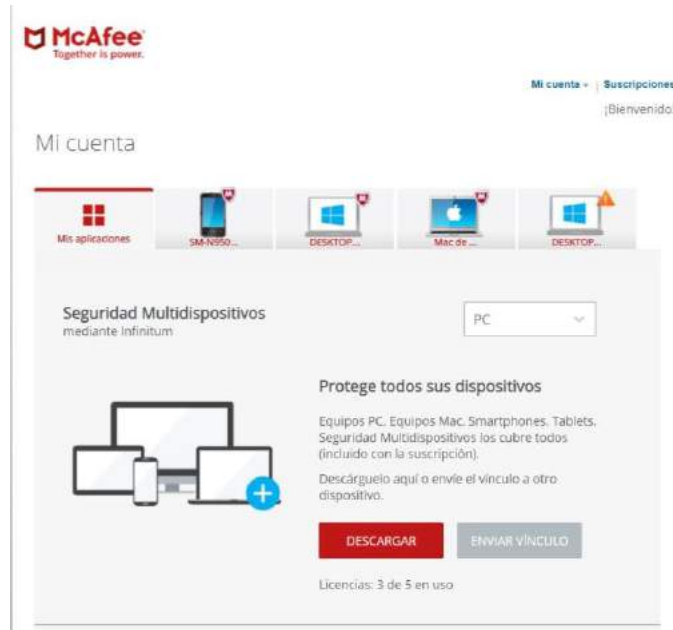 McAfee
Together is power.
Mi cuenta
Suscripciones
¡Bienvenido!
Mi cuenta
Mis aplicaciones
SM-N950...
DESKTOP...
Mac de ...
DESKTOP...
Seguridad Multidispositivos
mediante Infinitum
PC
Protege todos sus dispositivos
Equipos PC. Equipos Mac. Smartphones. Tablets.
Seguridad Multidispositivos los cubre todos
(incluido con la suscripción).
Descárguelo aquí o envíe el vínculo a otro
dispositivo.
DESCARGAR
ENVIAR VÍNCULO
Licencias: 3 de 5 en uso